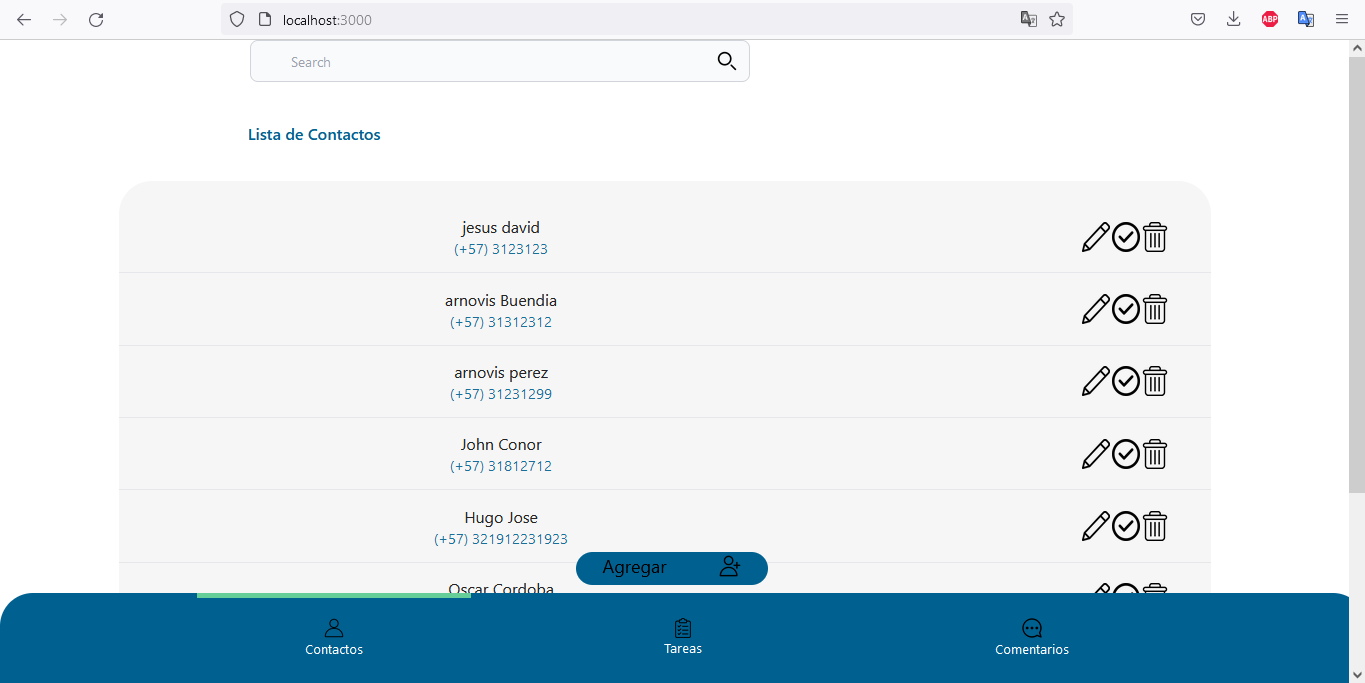 localhost:3000
ABP
Search
Lista de Contactos
jesus david
(+57) 3123123
arnovis Buendia
(+57) 31312312
arnovis perez
(+57) 31231299
John Conor
(+57) 31812712
Hugo Jose
(+57) 321912231923
Agregar
Oscar Cordoba
Contactos
Tareas
Comentarios